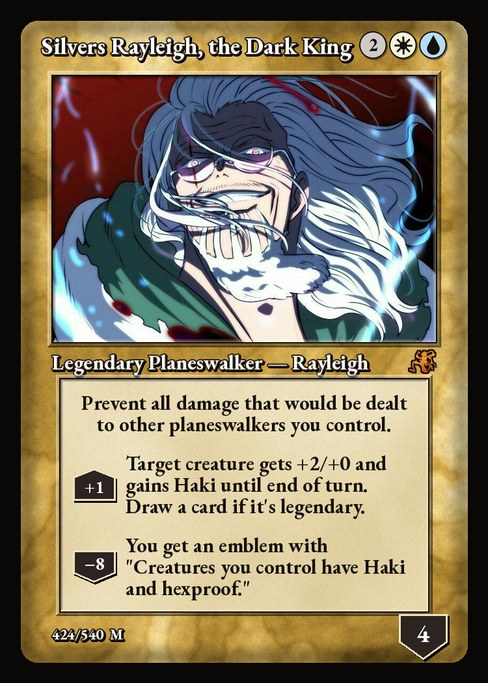 Silvers Rayleigh, the Dark King 2
Legendary Planeswalker — Rayleigh
Prevent all damage that would be dealt
to other planeswalkers you control.
+1 Target creature gets +2/+0 and
gains Haki until end of turn.
Draw a card if it's legendary.
−8 You get an emblem with
"Creatures you control have Haki
and hexproof."
424/540 M
4